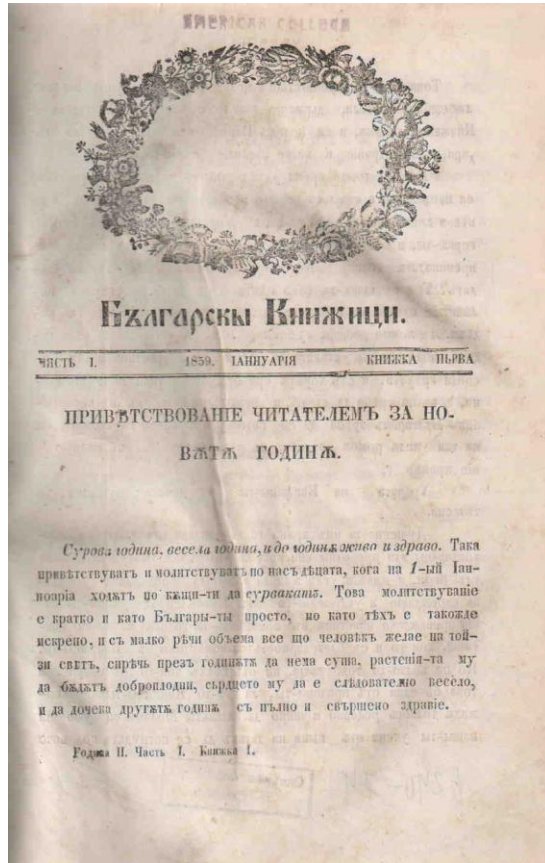 Бѫлгарскы Книжици.
ЧЯСТЬ I. 1859. ІАННУАРІЯ КНИЖКА ПЬРВА
ПРИВѢТСТВОВАНІЕ ЧИТАТЕЛЕМЪ ЗА НО-
ВѪТѪ ГОДИНѪ.
Сурова година, весела година, и до годинѫ живо и здраво. Така
привѣтствуватъ и молитствуватъ по насъ дѣцата, кога на 1-ый Іан-
ноарія ходѫтъ по кѫщи-ти да сурвакатъ. Това молитствуваніе
е кратко и като Българы-ты просто, но като тѣхъ е такожде
искрено, и съ малко рѣчи объема все що человѣкъ желае на той-
зи свѣтъ, сирѣчь презъ годинѫтѫ да нема суша, растенія-та му
да бѫдѫтъ доброплодни, сьрдцето му да е слѣдователно весело,
и да дочека другѫтѫ годинѫ съ пълно и свършено здравіе.
Година II. Часть I. Книжка I.